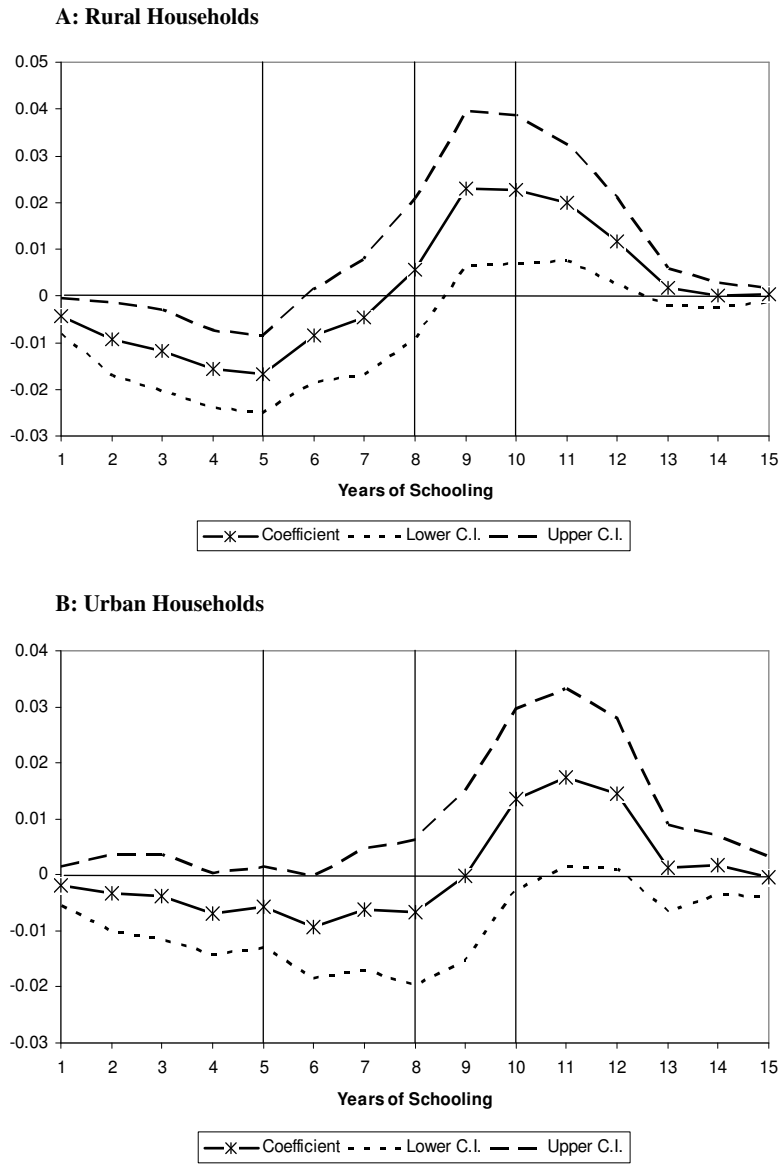 A: Rural Households
0.05
0.04
0.03
0.02
0.01
0
-0.01
-0.02
-0.03
1 2 3 4 5 6 7 8 9 10 11 12 13 14 15
Years of Schooling
Coefficient Lower C.I. Upper C.I.
B: Urban Households
0.04
0.03
0.02
0.01
0
-0.01
-0.02
-0.03
1 2 3 4 5 6 7 8 9 10 11 12 13 14 15
Years of Schooling
Coefficient Lower C.I. Upper C.I.